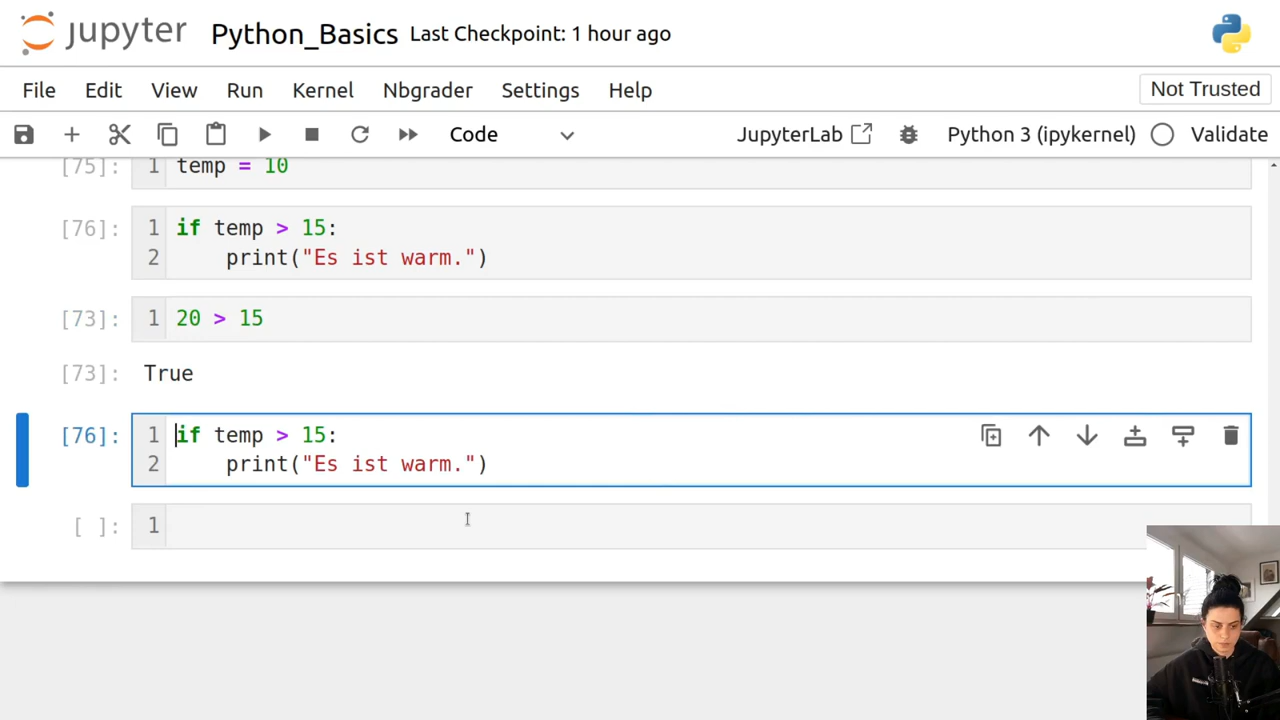 jupyter Python_Basics Last Checkpoint: 1 hour ago
File Edit View Run Kernel Nbgrader Settings Help Not Trusted
Code JupyterLab Python 3 (ipykernel) Validate
[75]: 1 temp = 10
[76]: 1 if temp > 15:
2 print("Es ist warm.")
[73]: 1 20 > 15
[73]: True
[76]: 1 if temp > 15:
2 print("Es ist warm.")
[ ]: 1